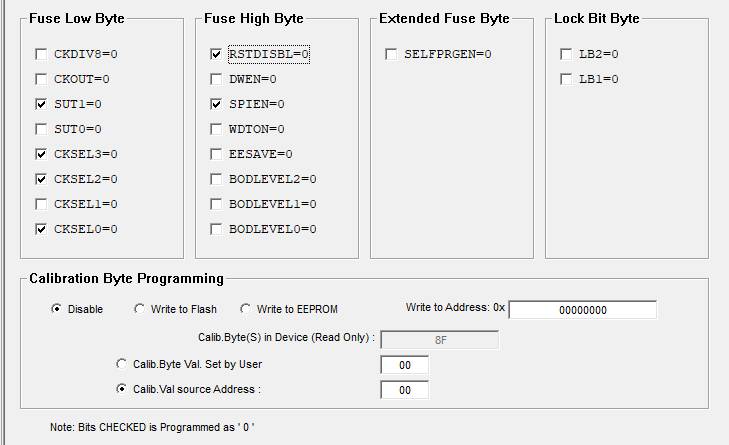 Fuse Low Byte
CKDIV8=0
CKOUT=0
SUT1=0
SUT0=0
CKSEL3=0
CKSEL2=0
CKSEL1=0
CKSEL0=0
Fuse High Byte
RSTDISBL=0
DWEN=0
SPIEN=0
WDTON=0
EESAVE=0
BODLEVEL2=0
BODLEVEL1=0
BODLEVEL0=0
Extended Fuse Byte
SELFPRGEN=0
Lock Bit Byte
LB2=0
LB1=0
Calibration Byte Programming
Disable Write to Flash Write to EEPROM Write to Address: 0x 00000000
Calib.Byte(S) in Device (Read Only) : 8F
Calib.Byte Val. Set by User 00
Calib.Val source Address : 00
Note: Bits CHECKED is Programmed as ' 0 '